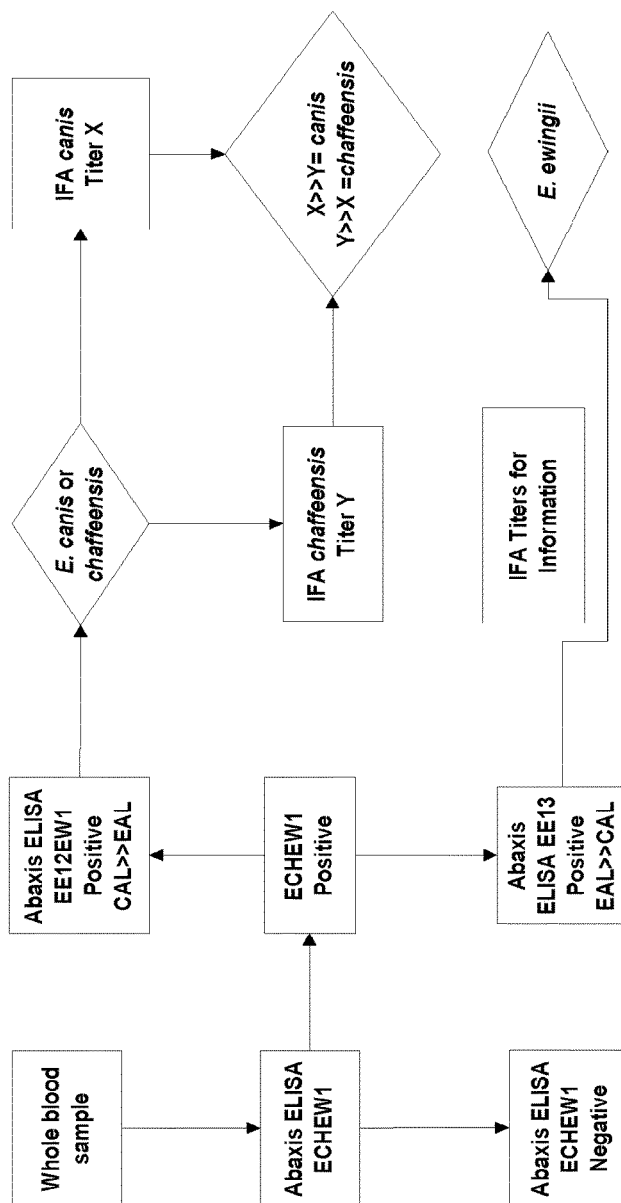 Whole blood
sample
Abaxis ELISA
ECHEW1
Abaxis ELISA
ECHEW1
Negative
ECHEW1
Positive
Abaxis ELISA
EE12EW1
Positive
CAL>>EAL
Abaxis
ELISA EE13
Positive
EAL>>CAL
E. canis or
chaffeensis
IFA chaffeensis
Titer Y
IFA canis
Titer X
X>>Y= canis
Y>>X =chaffeensis
IFA Titers for
Information
E. ewingii